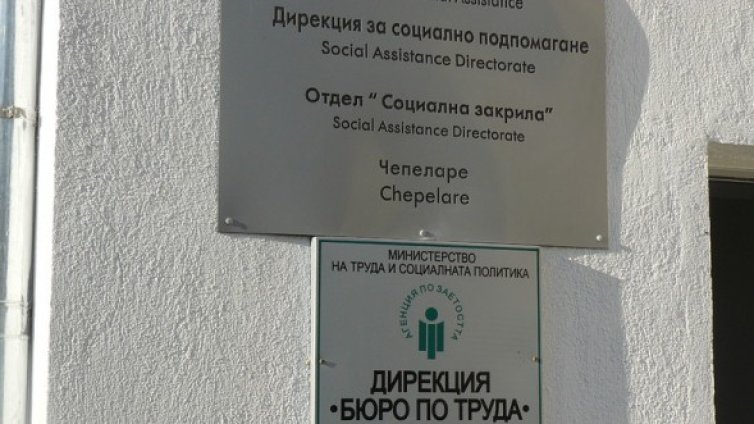 Assistance
Дирекция за социално подпомагане
Social Assistance Directorate
Отдел “ Социална закрила”
Social Assistance Directorate
Чепеларе
Chepelare
МИНИСТЕРСТВО
НА ТРУДА И СОЦИАЛНАТА ПОЛИТИКА
АГЕНЦИЯ ПО ЗАЕТОСТТА
ДИРЕКЦИЯ
•БЮРО ПО ТРУДА•